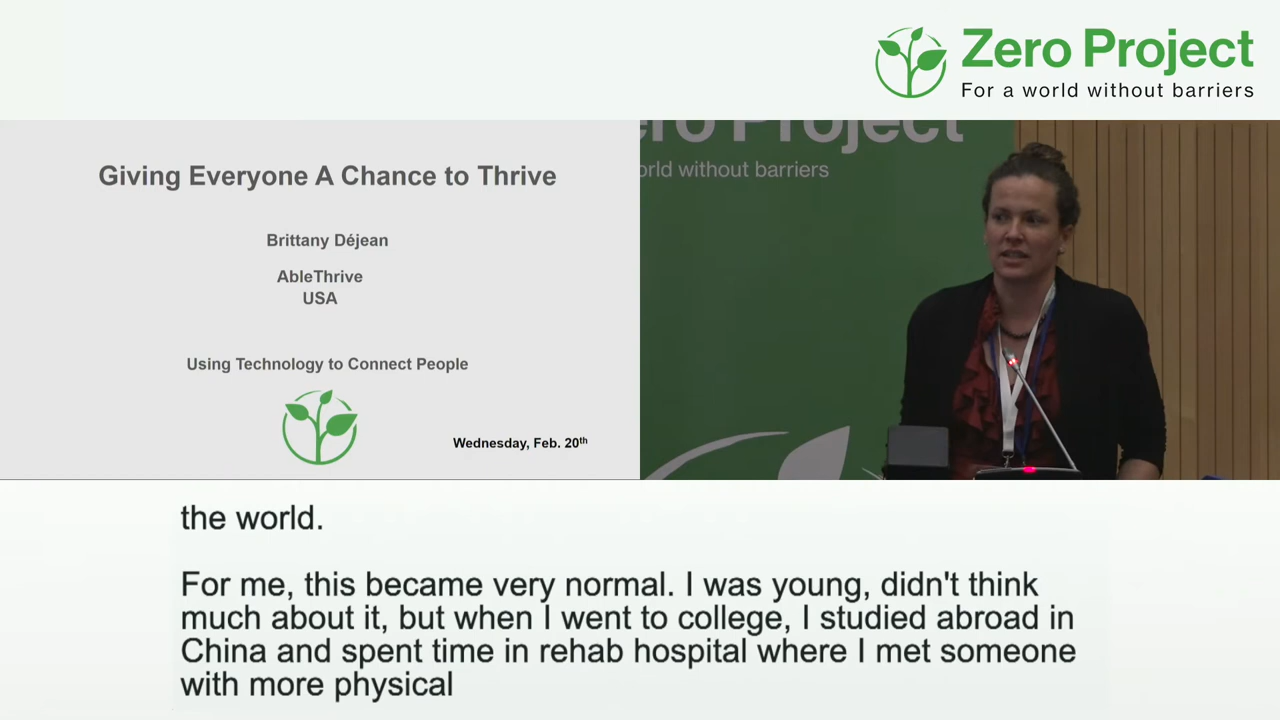 Zero Project
For a world without barriers
Giving Everyone A Chance to Thrive
Brittany Déjean
AbleThrive
USA
Using Technology to Connect People
Wednesday, Feb. 20th
ero Project
orld without barriers
the world.
For me, this became very normal. I was young, didn't think
much about it, but when I went to college, I studied abroad in
China and spent time in rehab hospital where I met someone
with more physical